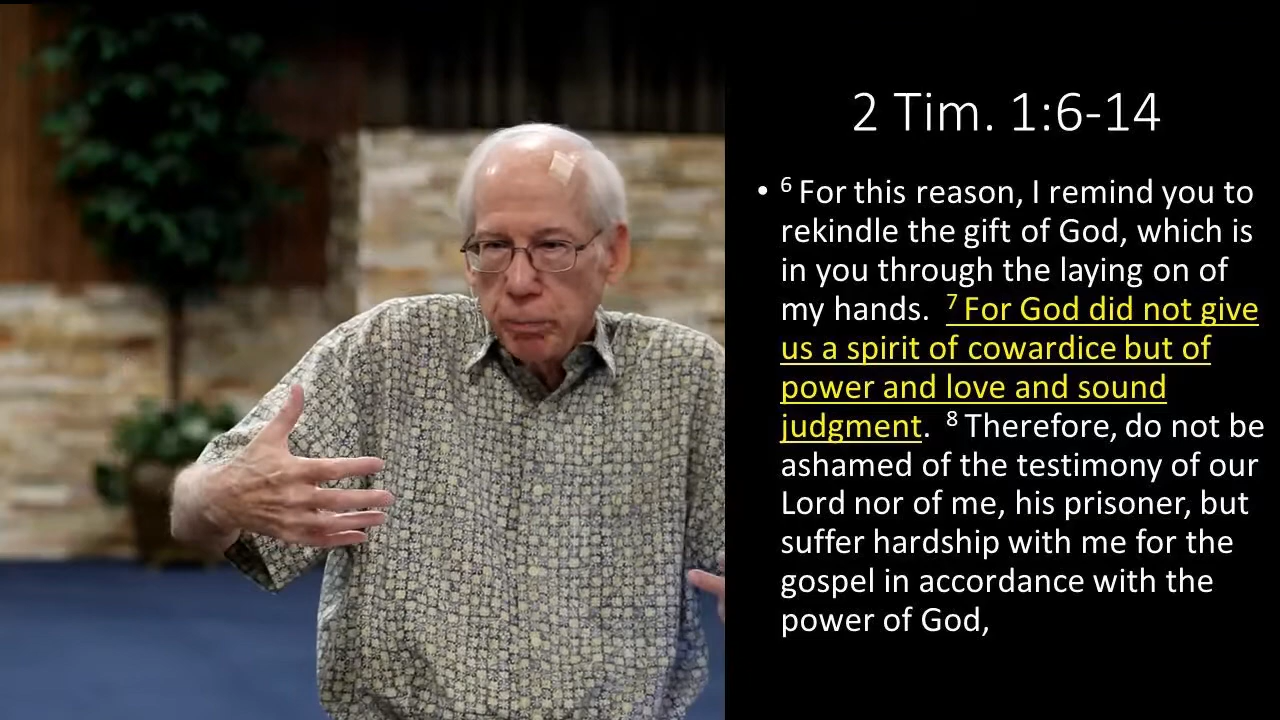 2 Tim. 1:6-14
• 6 For this reason, I remind you to
rekindle the gift of God, which is
in you through the laying on of
my hands. 7 For God did not give
us a spirit of cowardice but of
power and love and sound
judgment. 8 Therefore, do not be
ashamed of the testimony of our
Lord nor of me, his prisoner, but
suffer hardship with me for the
gospel in accordance with the
power of God,